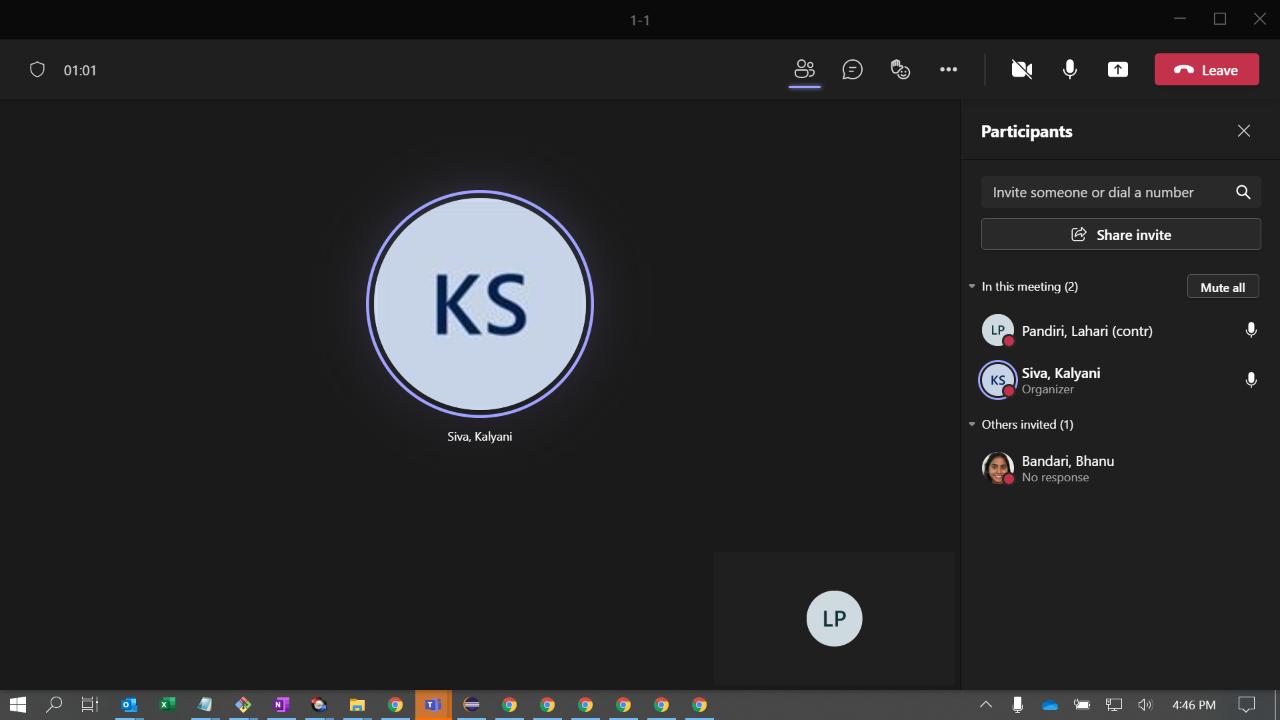 1-1
01:01
Leave
Participants
Invite someone or dial a number
Share invite
In this meeting (2)
Mute all
LP
Pandiri, Lahari (contr)
KS
Siva, Kalyani
Organizer
Others invited (1)
Bandari, Bhanu
No response
KS
Siva, Kalyani
LP
4:46 PM